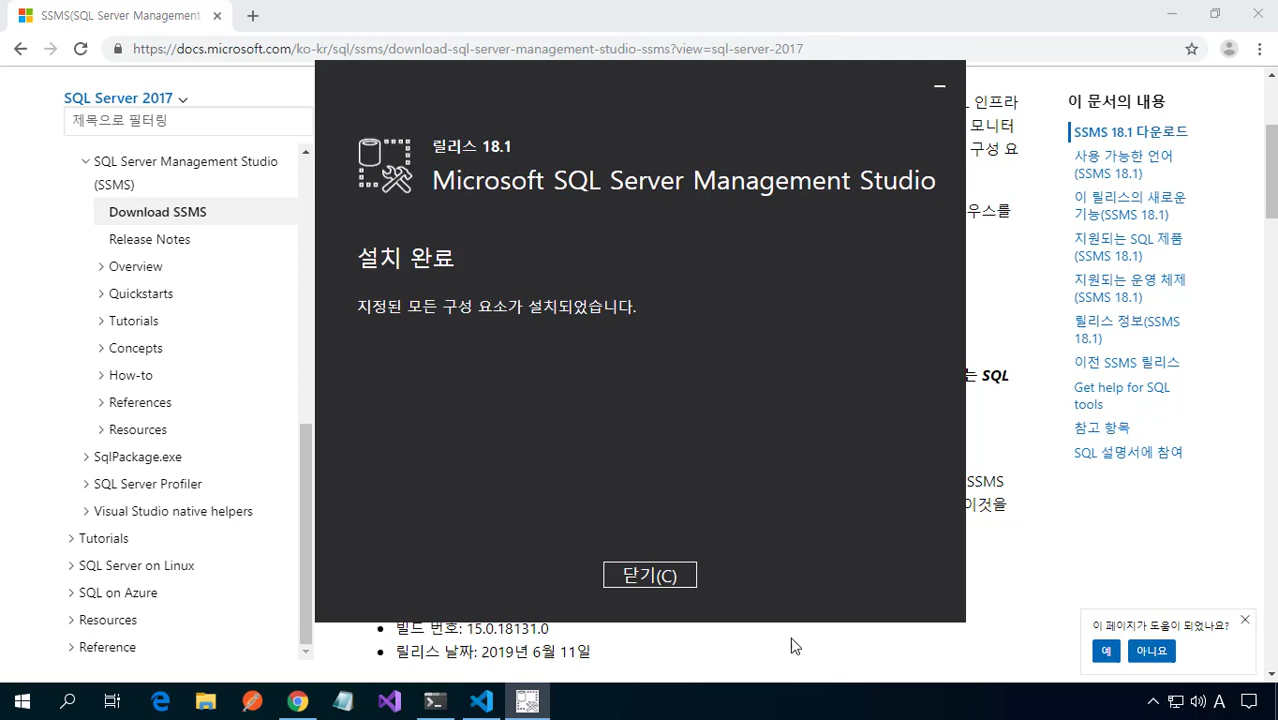 SSMS(SQL Server Management
https://docs.microsoft.com/ko-kr/sql/ssms/download-sql-server-management-studio-ssms?view=sql-server-2017
SQL Server 2017
제목으로 필터링
SQL Server Management Studio
(SSMS)
Download SSMS
Release Notes
Overview
Quickstarts
Tutorials
Concepts
How-to
References
Resources
SqlPackage.exe
SQL Server Profiler
Visual Studio native helpers
Tutorials
SQL Server on Linux
SQL on Azure
Resources
Reference
릴리스 18.1
Microsoft SQL Server Management Studio
설치 완료
지정된 모든 구성 요소가 설치되었습니다.
닫기(C)
인프라
모니터
구성 요
우스를
는 SQL
SSMS
이것을
빌드 번호: 15.0.18131.0
릴리스 날짜: 2019년 6월 11일
이 문서의 내용
SSMS 18.1 다운로드
사용 가능한 언어
(SSMS 18.1)
이 릴리스의 새로운
기능(SSMS 18.1)
지원되는 SQL 제품
(SSMS 18.1)
지원되는 운영 체제
(SSMS 18.1)
릴리스 정보(SSMS
18.1)
이전 SSMS 릴리스
Get help for SQL
tools
참고 항목
SQL 설명서에 참여
이 페이지가 도움이 되었나요?
예
아니요
A